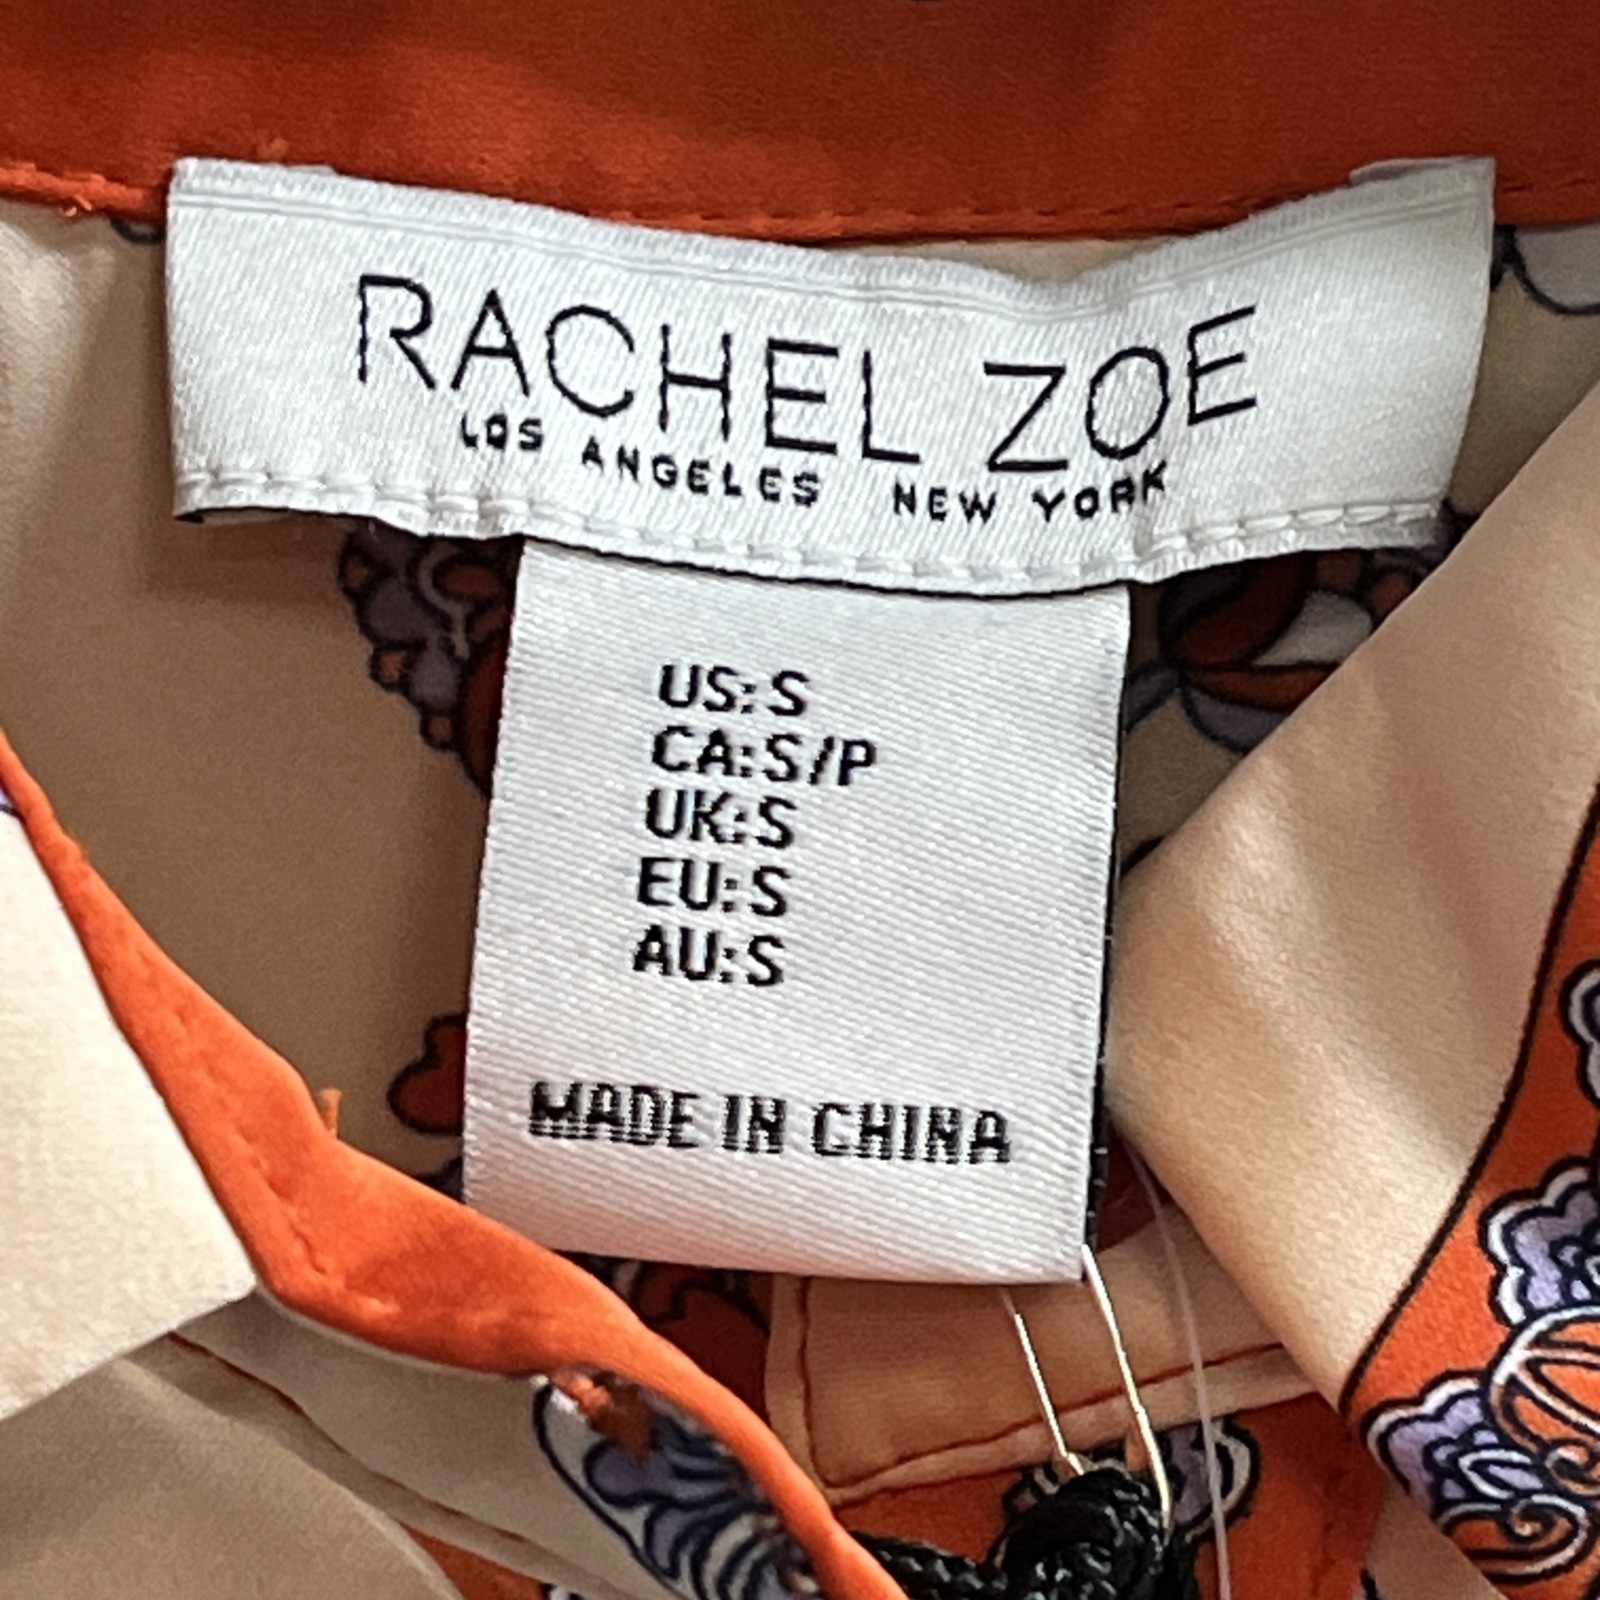 RACHEL ZOE
LOS ANGELES NEW YORK
US: S
CA: S/P
UK: S
EU: S
AU: S
MADE IN CHINA